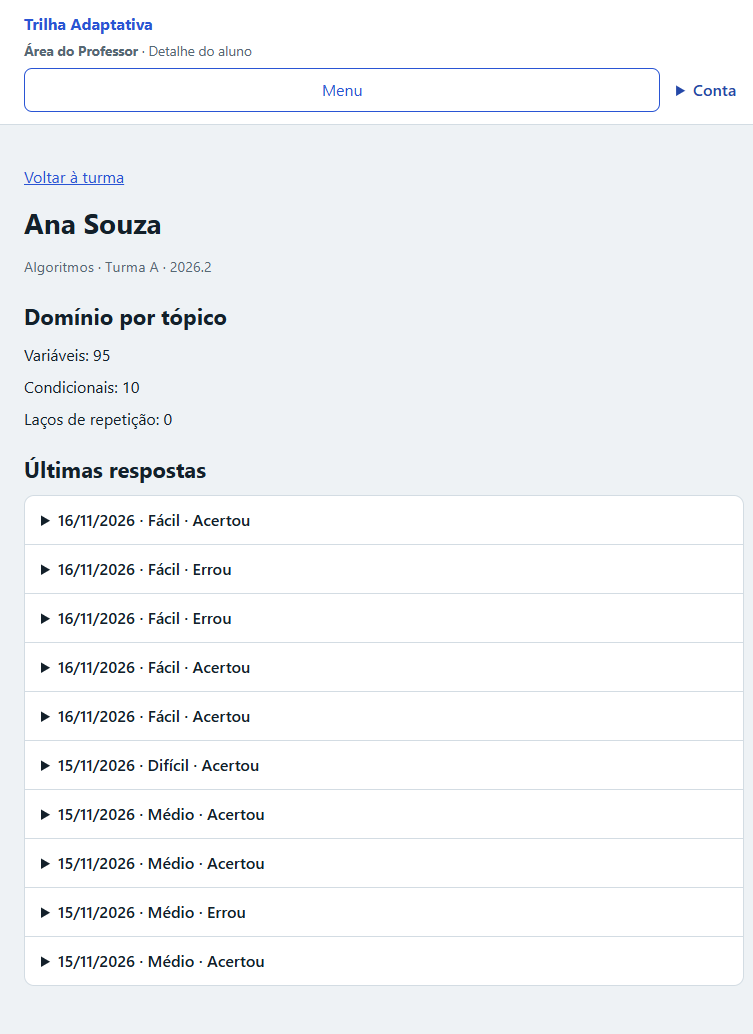 Trilha Adaptativa
Área do Professor · Detalhe do aluno
Menu
Conta
Voltar à turma
Ana Souza
Algoritmos · Turma A · 2026.2
Domínio por tópico
Variáveis: 95
Condicionais: 10
Laços de repetição: 0
Últimas respostas
16/11/2026 · Fácil · Acertou
16/11/2026 · Fácil · Errou
16/11/2026 · Fácil · Errou
16/11/2026 · Fácil · Acertou
16/11/2026 · Fácil · Acertou
15/11/2026 · Difícil · Acertou
15/11/2026 · Médio · Acertou
15/11/2026 · Médio · Acertou
15/11/2026 · Médio · Errou
15/11/2026 · Médio · Acertou